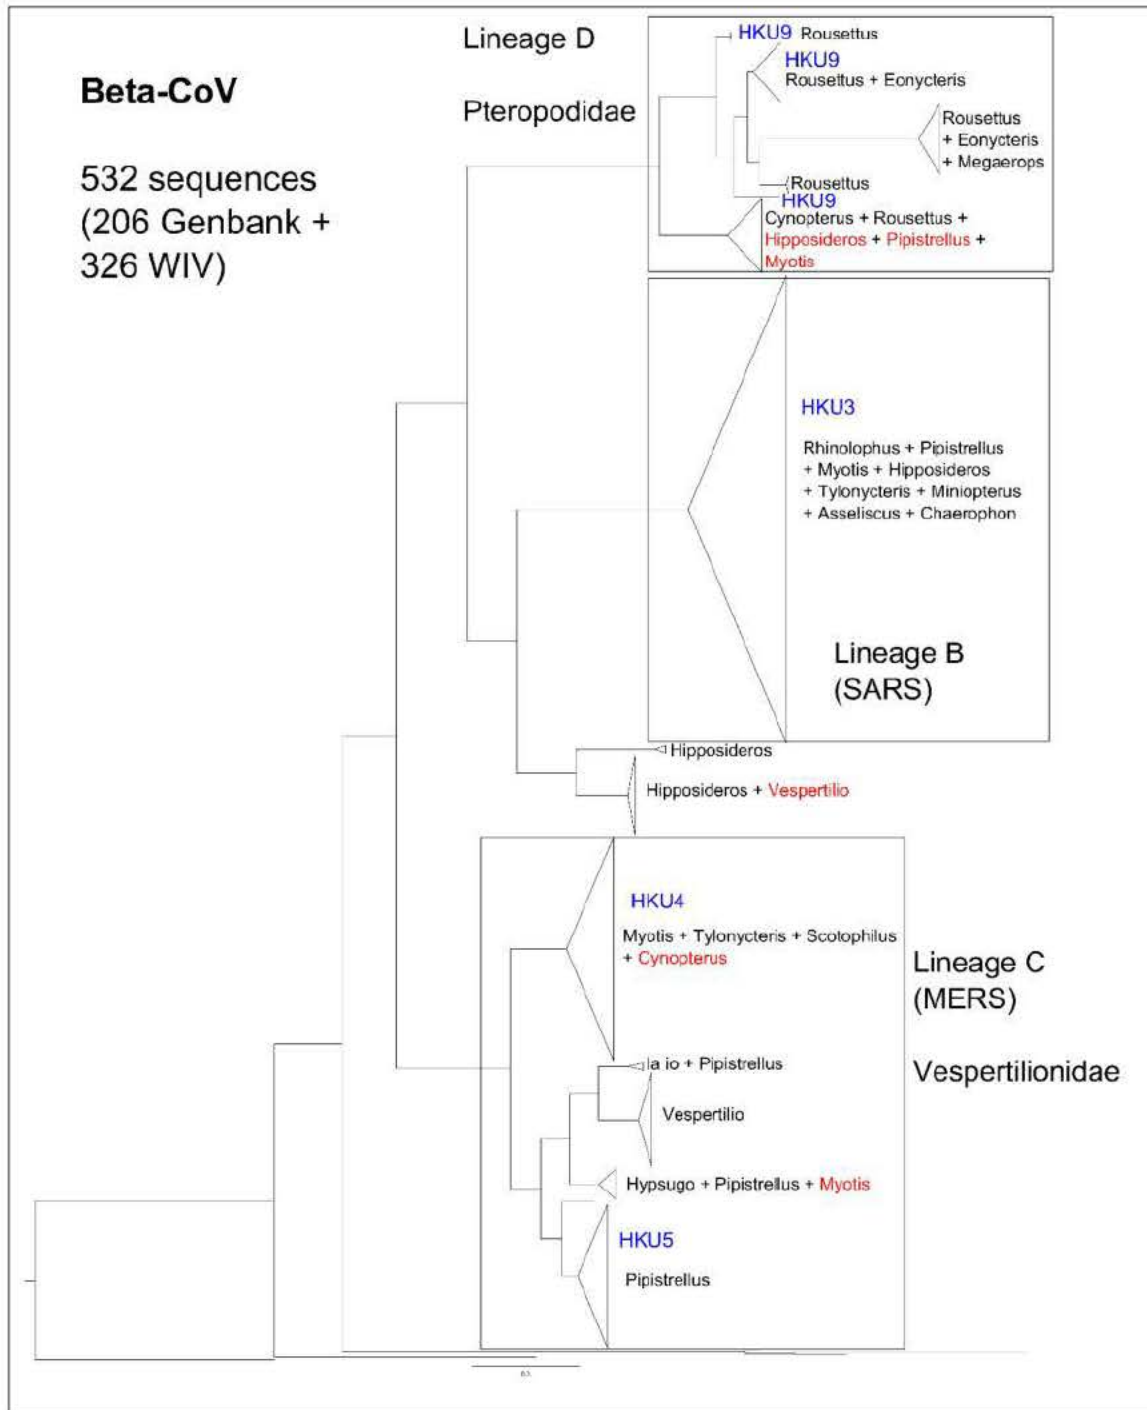 Beta-CoV
532 sequences
(206 Genbank +
326 WIV)
Lineage D
Pteropodidae
HKU9 Rousettus
HKU9
Rousettus + Eonycteris
Rousettus
+ Eonycteris
+ Megaerops
Rousettus
HKU9
Cynopterus + Rousettus +
Hipposideros + Pipistrellus +
Myotis
HKU3
Rhinolophus + Pipistrellus
+ Myotis + Hipposideros
+ Tylonycteris + Miniopterus
+ Asseliscus + Chaerophon
Lineage B
(SARS)
Hipposideros
Hipposideros + Vespertilio
HKU4
Myotis + Tylonycteris + Scotophilus
+ Cynopterus
Lineage C
(MERS)
Vespertilionidae
Ia io + Pipistrellus
Vespertilio
Hypsugo + Pipistrellus + Myotis
HKU5
Pipistrellus